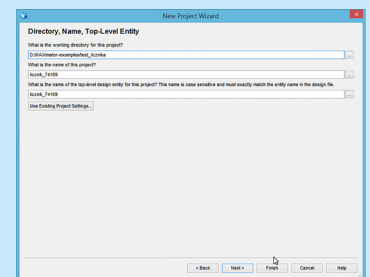 New Project Wizard
Directory, Name, Top-Level Entity
What is the working directory for this project?
D:/MAXinator-examples/test_licznika
...
What is the name of this project?
licznik_74169
...
What is the name of the top-level design entity for this project? This name is case sensitive and must exactly match the entity name in the design file.
licznik_74169
...
Use Existing Project Settings...
< Back Next > Finish Cancel Help